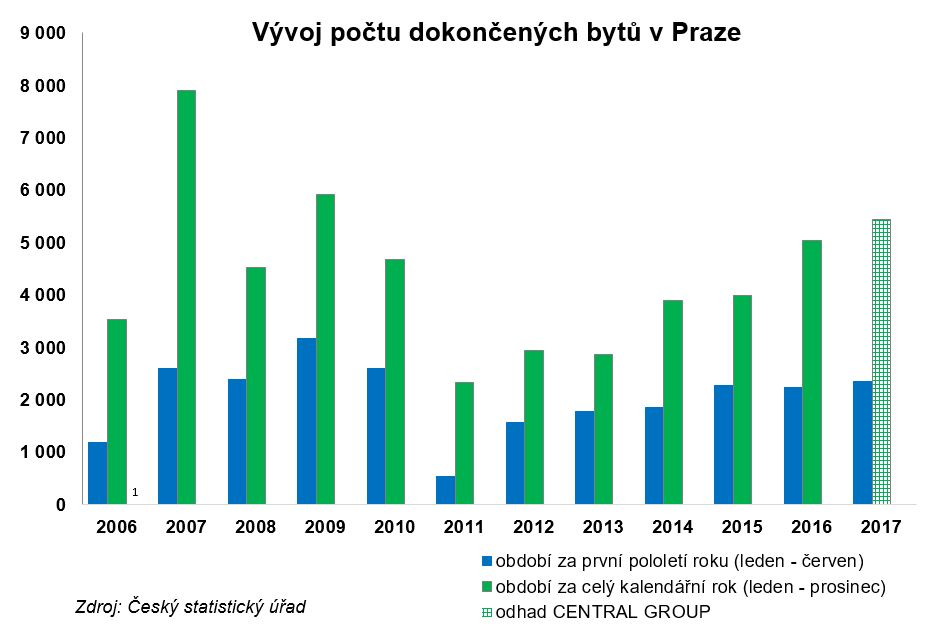 Vývoj počtu dokončených bytů v Praze
9 000
8 000
7 000
6 000
5 000
4 000
3 000
2 000
1 000
0
1
2006 2007 2008 2009 2010 2011 2012 2013 2014 2015 2016 2017
období za první pololetí roku (leden - červen)
období za celý kalendářní rok (leden - prosinec)
odhad CENTRAL GROUP
Zdroj: Český statistický úřad